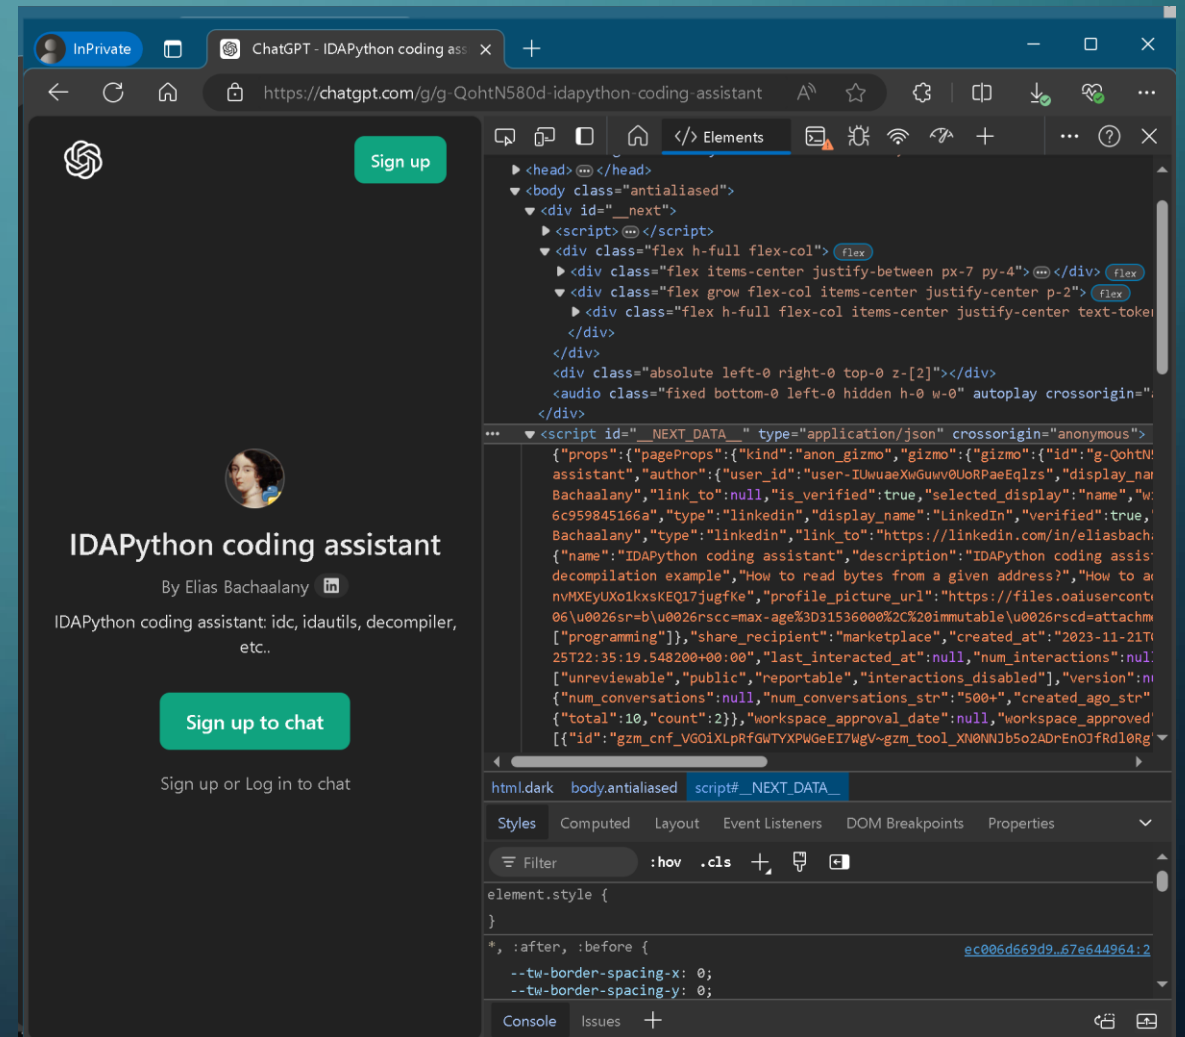 InPrivate
ChatGPT - IDAPython coding ass
https://chatgpt.com/g/g-QohtN580d-idapython-coding-assistant
Sign up
IDAPython coding assistant
By Elias Bachaalany
IDAPython coding assistant: idc, idautils, decompiler,
etc..
Sign up to chat
Sign up or Log in to chat
</> Elements
<head> </head>
<body class="antialiased">
<div id="__next">
<script> </script>
<div class="flex h-full flex-col"> flex
<div class="flex items-center justify-between px-7 py-4"> </div> flex
<div class="flex grow flex-col items-center justify-center p-2"> flex
<div class="flex h-full flex-col items-center justify-center text-token
</div>
</div>
<div class="absolute left-0 right-0 top-0 z-[2]"></div>
<audio class="fixed bottom-0 left-0 hidden h-0 w-0" autoplay crossorigin="
</div>
<script id="__NEXT_DATA__" type="application/json" crossorigin="anonymous">
{"props":{"pageProps":{"kind":"anon_gizmo","gizmo":{"gizmo":{"id":"g-QohtN5
assistant","author":{"user_id":"user-IUwuaeXwGuwv0UoRPaeEqlzs","display_nam
Bachaalany","link_to":null,"is_verified":true,"selected_display":"name","wi
6c959845166a","type":"linkedin","display_name":"LinkedIn","verified":true,"
Bachaalany","type":"linkedin","link_to":"https://linkedin.com/in/eliasbacha
{"name":"IDAPython coding assistant","description":"IDAPython coding assist
decompilation example","How to read bytes from a given address?","How to ad
nvMXEyUXo1kxsKEQ17jugfKe","profile_picture_url":"https://files.oaiuserconte
06\u0026sr=b\u0026rscc=max-age%3D31536000%2C%20immutable\u0026rscd=attachme
["programming"]},"share_recipient":"marketplace","created_at":"2023-11-21T0
25T22:35:19.548200+00:00","last_interacted_at":null,"num_interactions":null
["unreviewable","public","reportable","interactions_disabled"],"version":nu
{"num_conversations":null,"num_conversations_str":"500+","created_ago_str"
{"total":10,"count":2}},"workspace_approval_date":null,"workspace_approved"
[{"id":"gzm_cnf_VGOiXLpRfGWTYXPWGeEI7WgV~gzm_tool_XN0NNJb5o2ADrEnOJfRdl0Rg"
html.dark body.antialiased script#__NEXT_DATA__
Styles Computed Layout Event Listeners DOM Breakpoints Properties
Filter :hov .cls
element.style {
}
*, :after, :before { ec006d669d9…67e644964:2
--tw-border-spacing-x: 0;
--tw-border-spacing-y: 0;
Console Issues